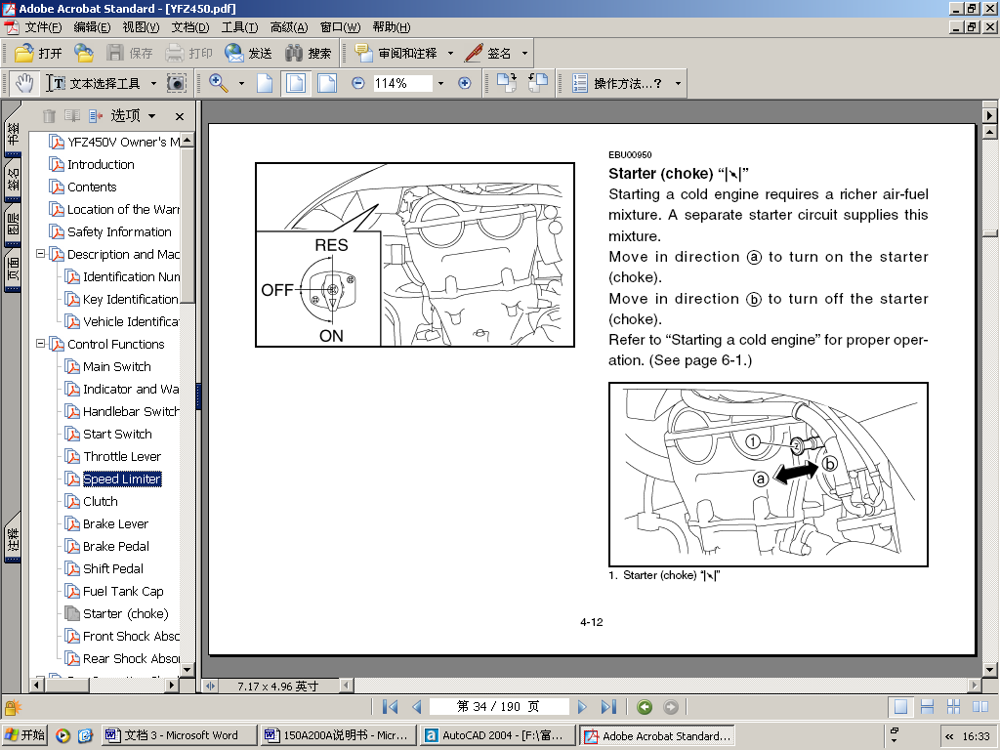 Adobe Acrobat Standard - [YFZ450.pdf]
文件(F) 编辑(E) 视图(V) 文档(D) 工具(T) 高级(A) 窗口(W) 帮助(H)
打开 保存 打印 发送 搜索 审阅和注释 签名
文本选择工具 114% 操作方法...?
选项
书签
签名
图层
页面
注释
YFZ450V Owner's M
Introduction
Contents
Location of the Warr
Safety Information
Description and Mac
Identification Nun
Key Identification
Vehicle Identifica
Control Functions
Main Switch
Indicator and Wa
Handlebar Switch
Start Switch
Throttle Lever
Speed Limiter
Clutch
Brake Lever
Brake Pedal
Shift Pedal
Fuel Tank Cap
Starter (choke)
Front Shock Absc
Rear Shock Absor
RES
OFF
ON
EBU00950
Starter (choke) “|\|”
Starting a cold engine requires a richer air-fuel
mixture. A separate starter circuit supplies this
mixture.
Move in direction ⓐ to turn on the starter
(choke).
Move in direction ⓑ to turn off the starter
(choke).
Refer to “Starting a cold engine” for proper oper-
ation. (See page 6-1.)
1
a
b
1. Starter (choke) “|\|”
4-12
7.17 x 4.96 英寸
第 34 / 190 页
开始 文档 3 - Microsoft Word 150A200A说明书 - Micr... AutoCAD 2004 - [F:\富... Adobe Acrobat Standard... « 16:33